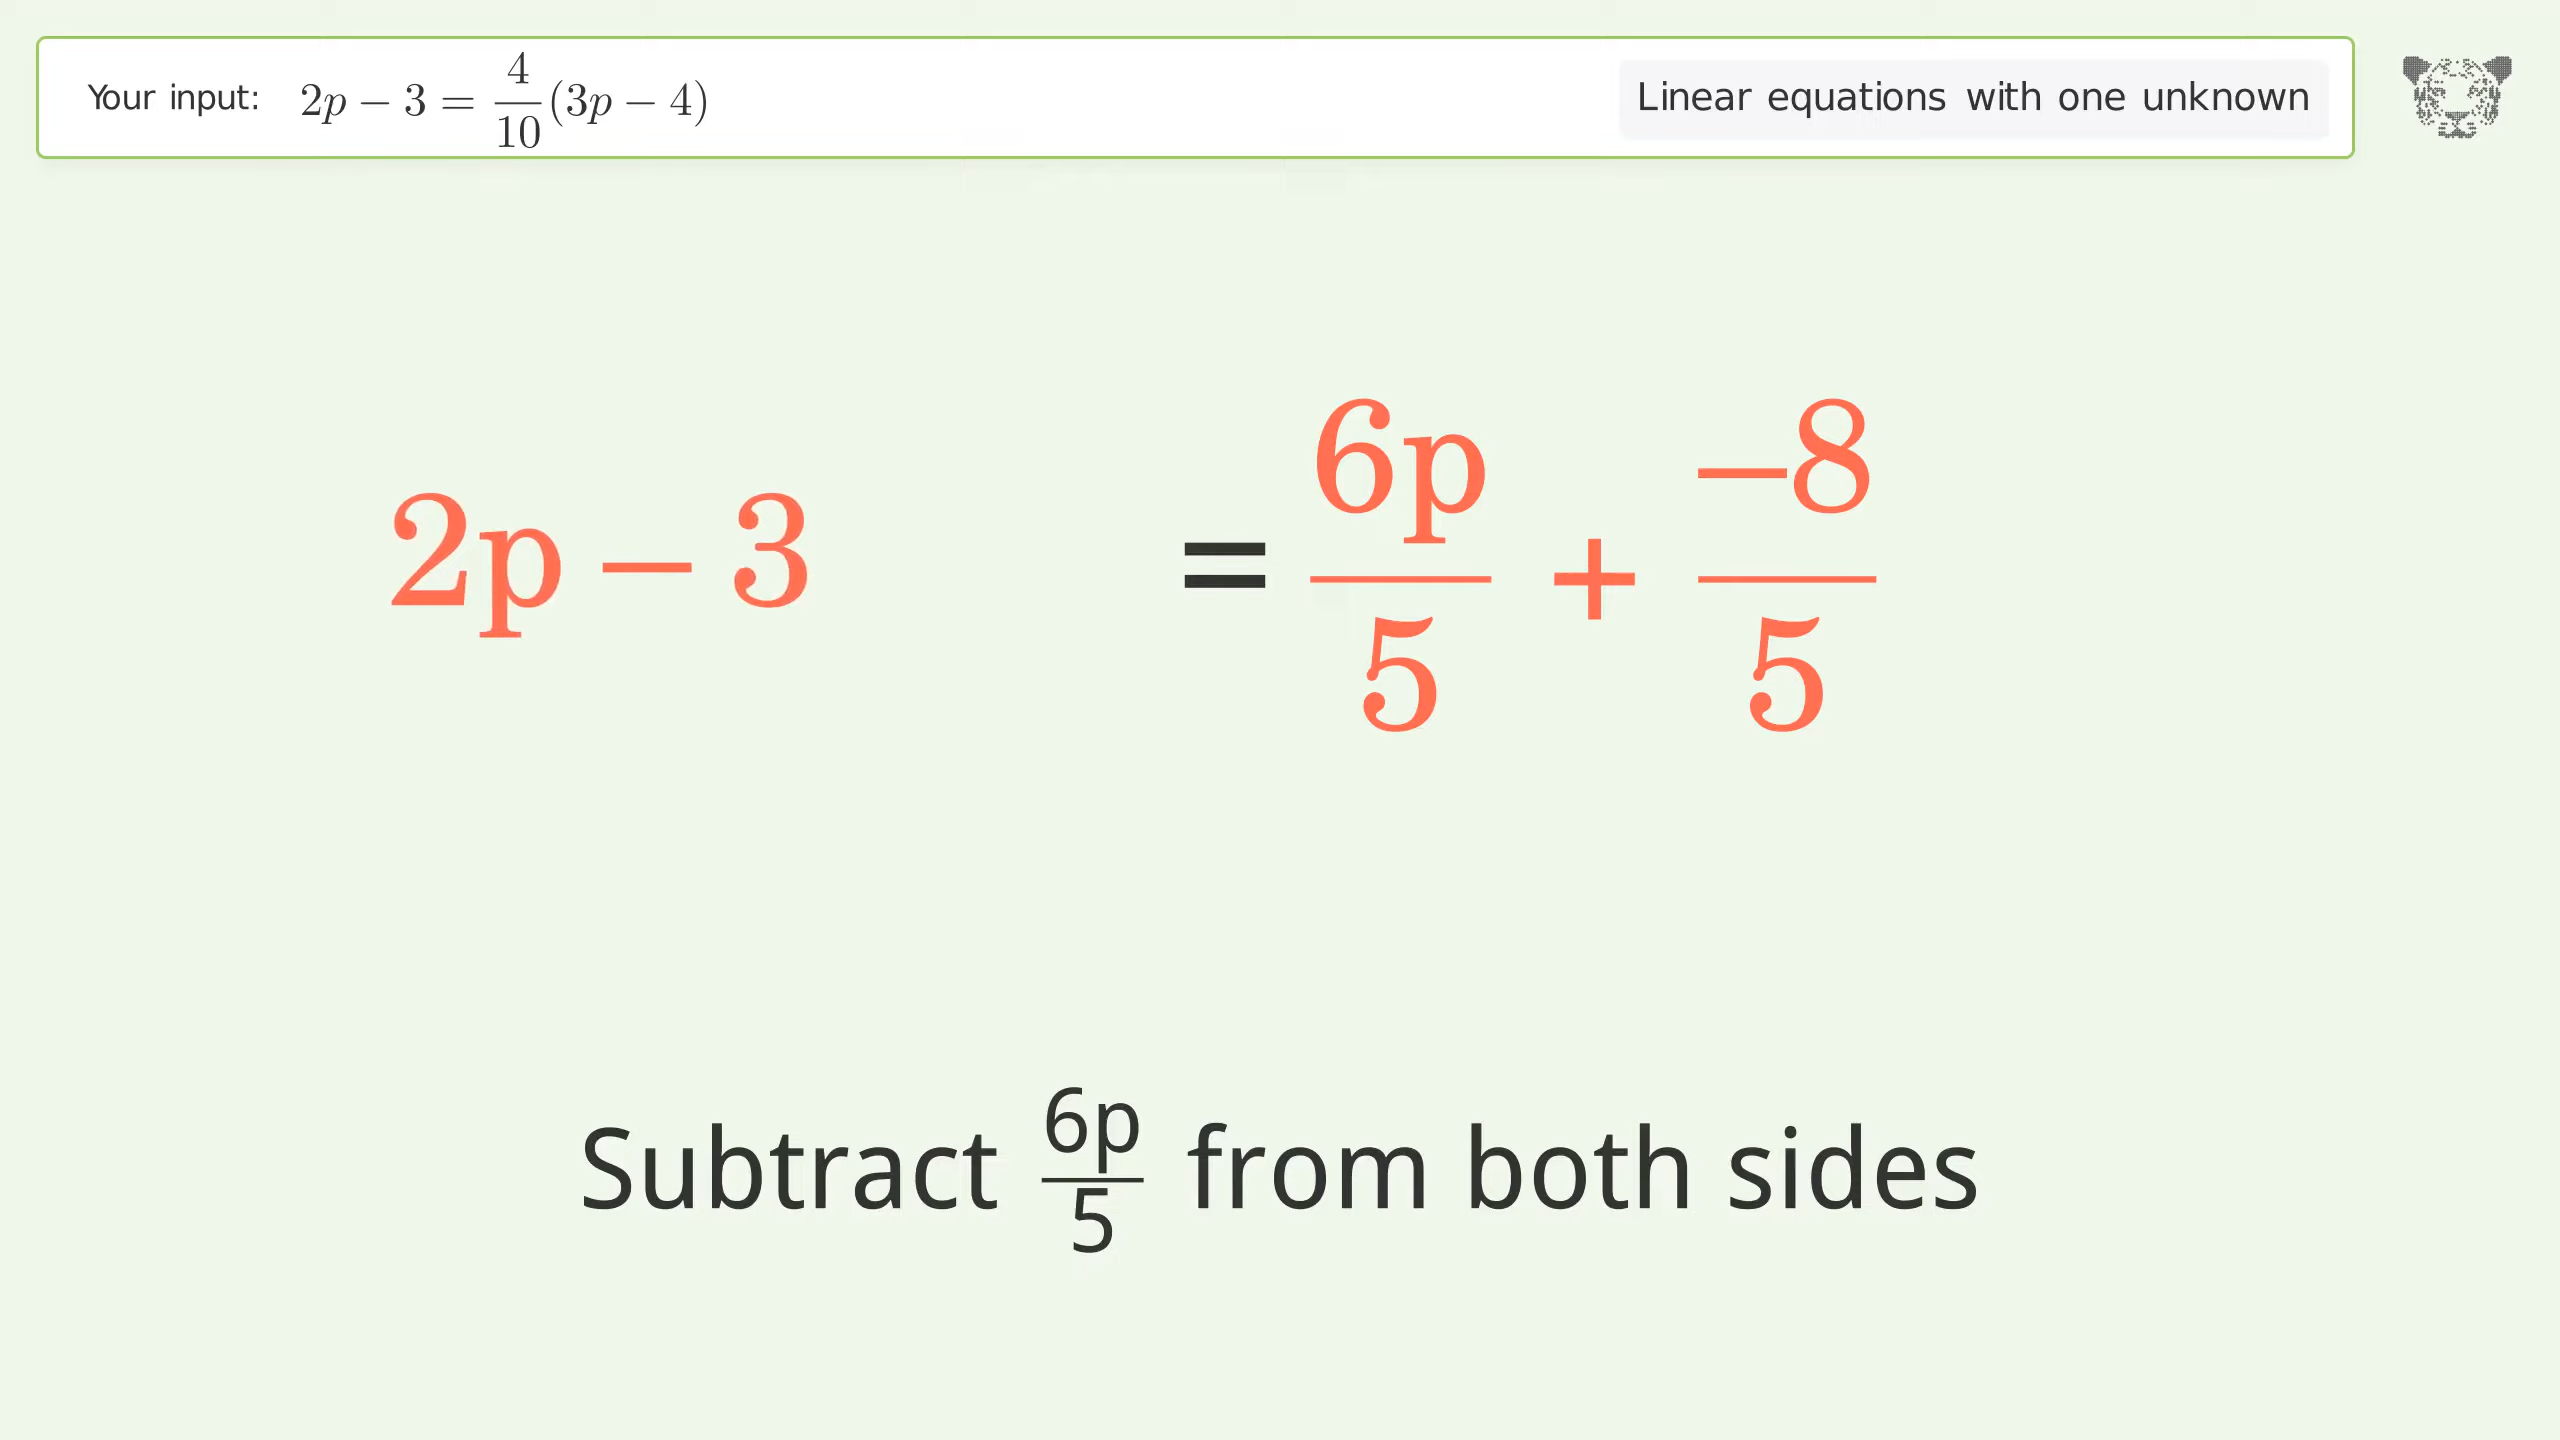 Your input: 2p − 3 = 4/10(3p − 4)
Linear equations with one unknown
2p − 3 = 6p/5 + −8/5
Subtract 6p/5 from both sides